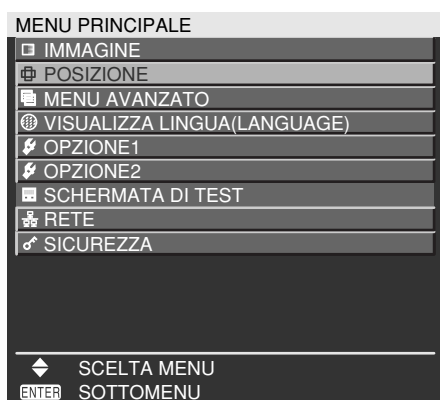 MENU PRINCIPALE
IMMAGINE
POSIZIONE
MENU AVANZATO
VISUALIZZA LINGUA(LANGUAGE)
OPZIONE1
OPZIONE2
SCHERMATA DI TEST
RETE
SICUREZZA
SCELTA MENU
ENTER SOTTOMENU